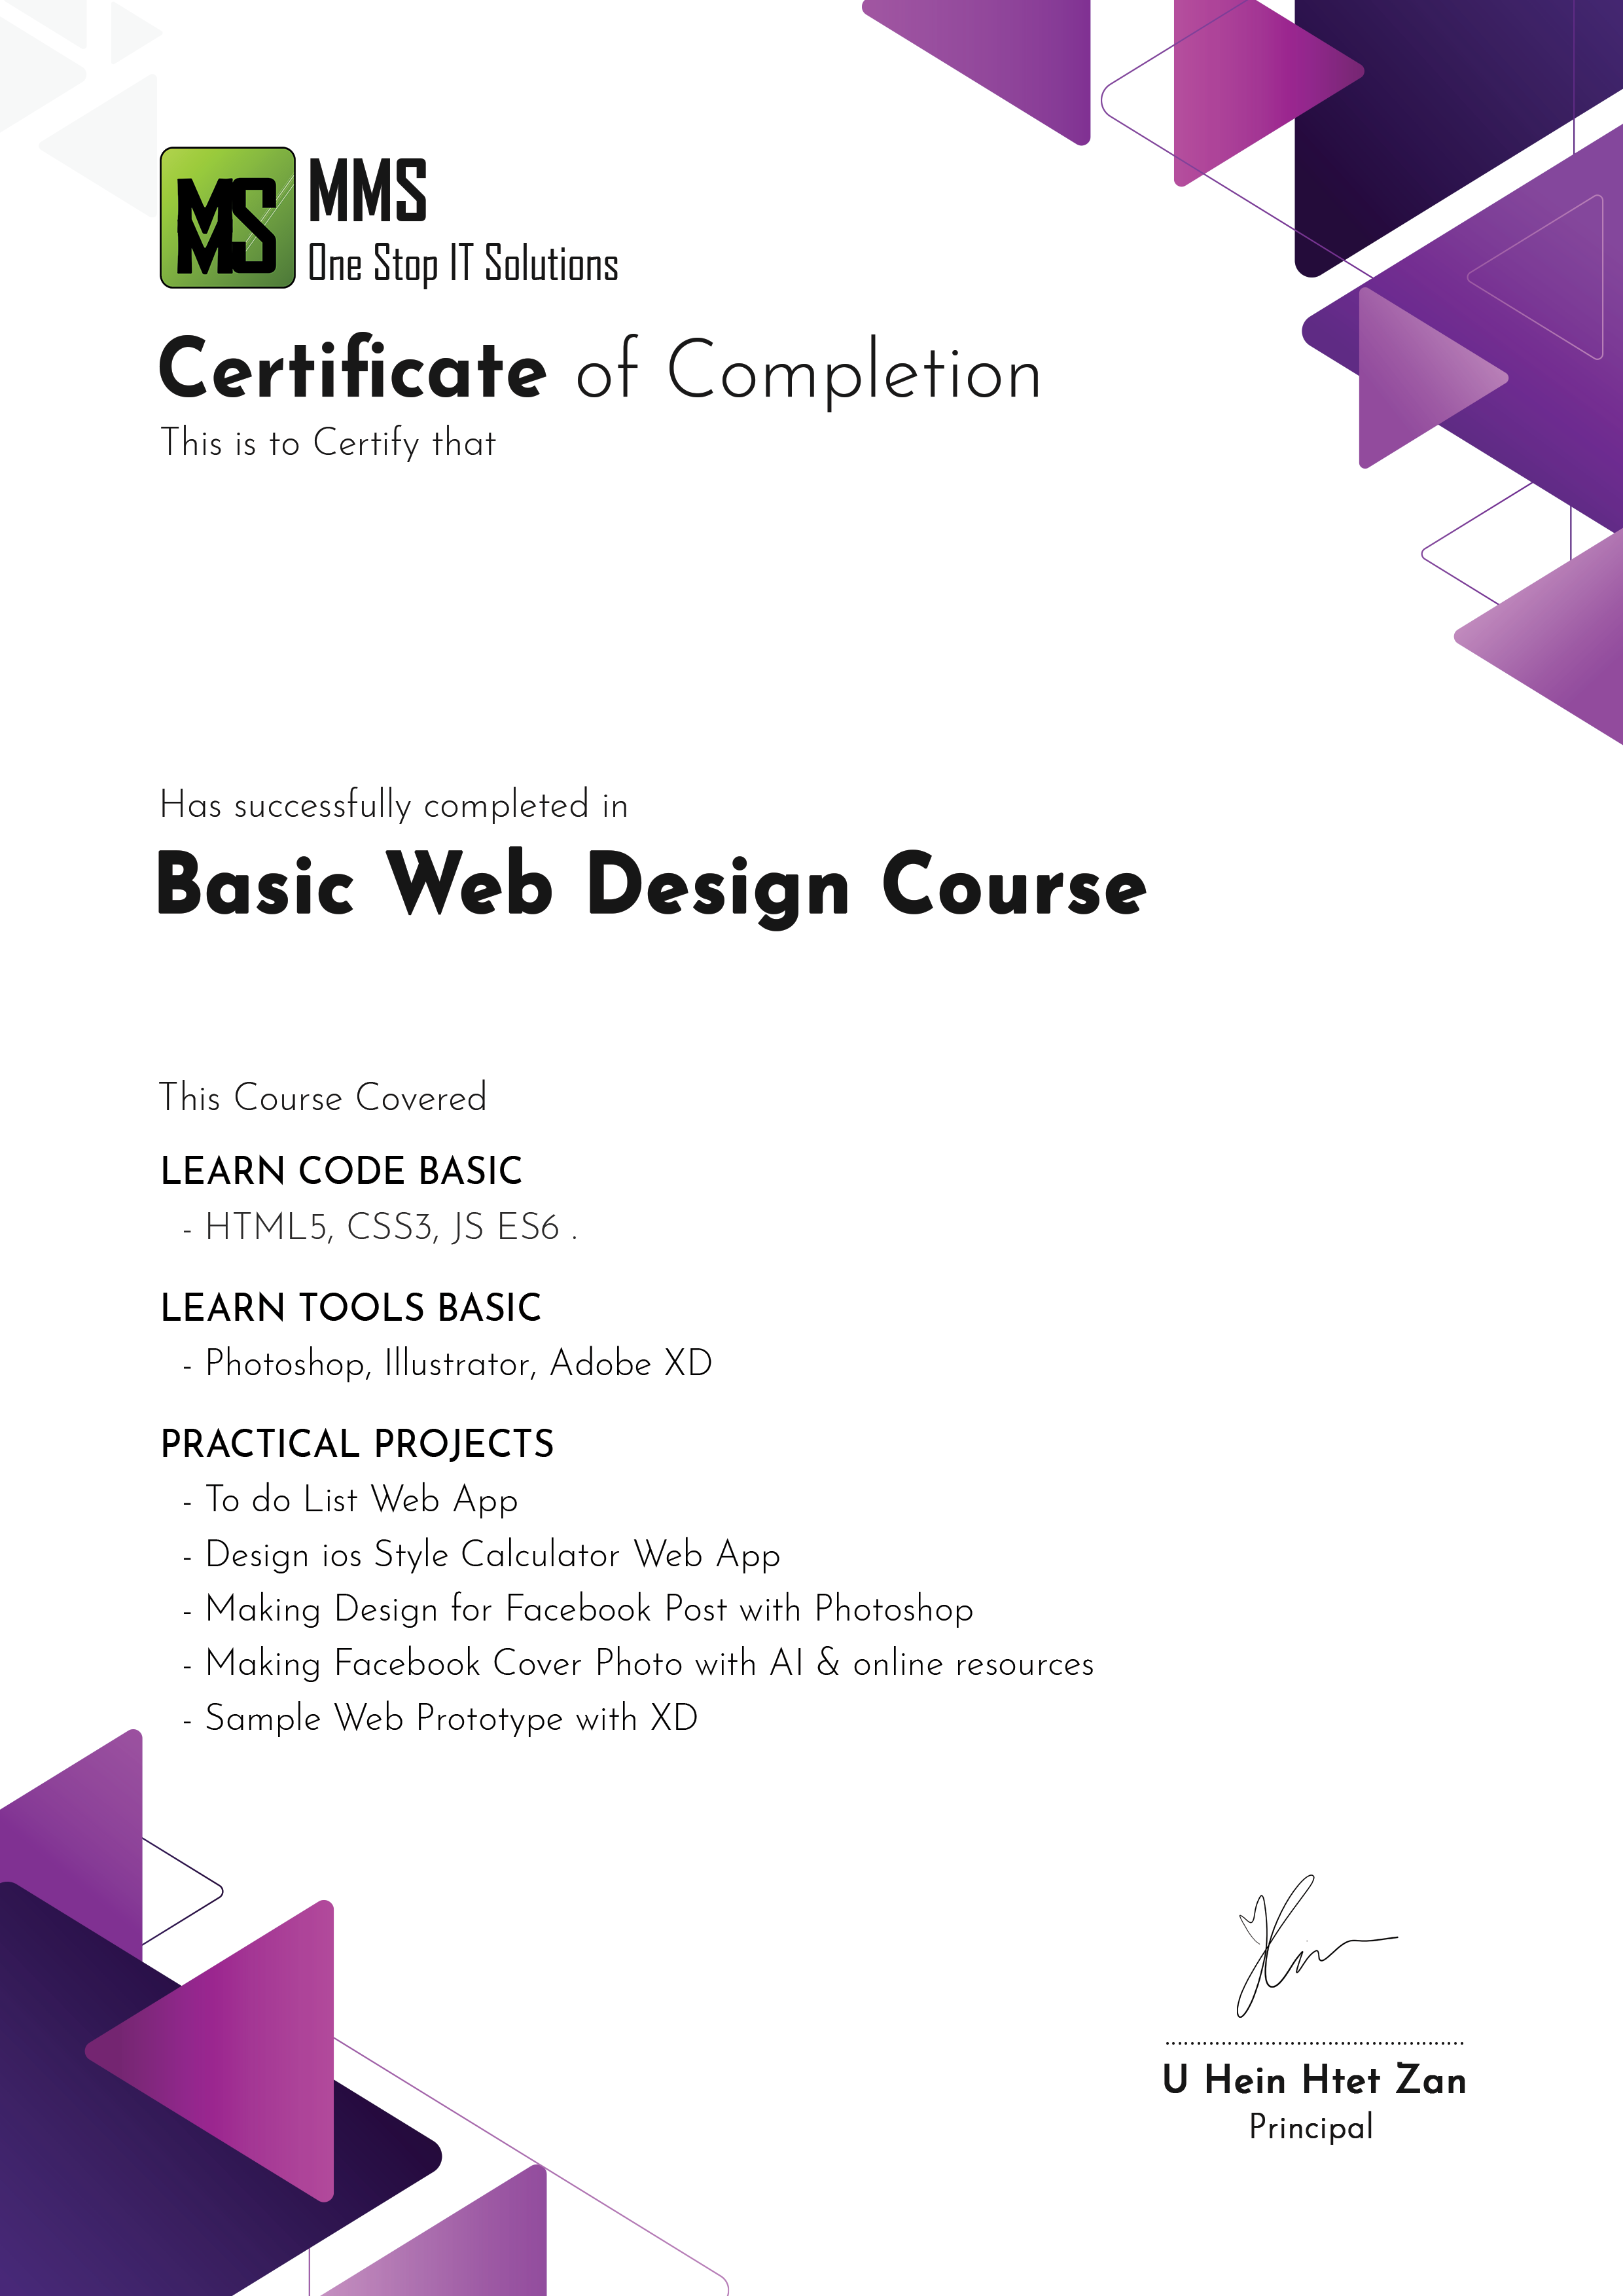 MMS
MMS
One Stop IT Solutions
Certificate of Completion
This is to Certify that
Has successfully completed in
Basic Web Design Course
This Course Covered
LEARN CODE BASIC
- HTML5, CSS3, JS ES6 .
LEARN TOOLS BASIC
- Photoshop, Illustrator, Adobe XD
PRACTICAL PROJECTS
- To do List Web App
- Design ios Style Calculator Web App
- Making Design for Facebook Post with Photoshop
- Making Facebook Cover Photo with AI & online resources
- Sample Web Prototype with XD
U Hein Htet Zan
Principal